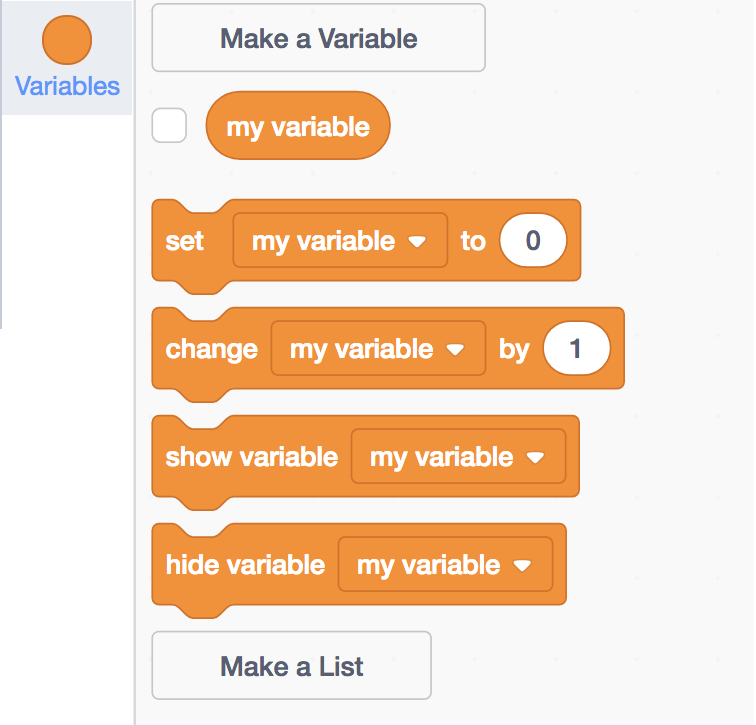 Variables
Make a Variable
my variable
set my variable to 0
change my variable by 1
show variable my variable
hide variable my variable
Make a List